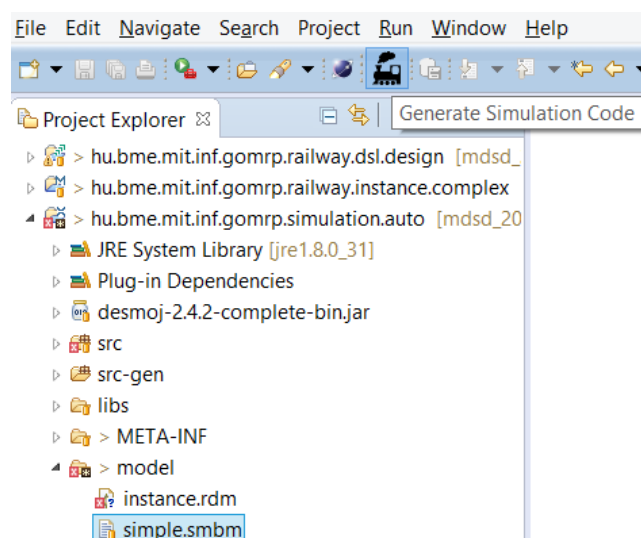 File Edit Navigate Search Project Run Window Help
Project Explorer
Generate Simulation Code
> hu.bme.mit.inf.gomrp.railway.dsl.design [mdsd_
> hu.bme.mit.inf.gomrp.railway.instance.complex
> hu.bme.mit.inf.gomrp.simulation.auto [mdsd_20
JRE System Library [jre1.8.0_31]
Plug-in Dependencies
desmoj-2.4.2-complete-bin.jar
src
src-gen
libs
> META-INF
> model
instance.rdm
simple.smbm